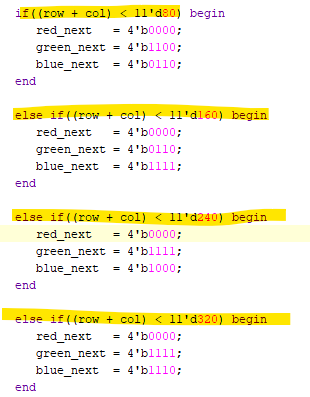 if((row + col) < 11'd80) begin
red_next = 4'b0000;
green_next = 4'b1100;
blue_next = 4'b0110;
end
else if((row + col) < 11'd160) begin
red_next = 4'b0000;
green_next = 4'b0110;
blue_next = 4'b1111;
end
else if((row + col) < 11'd240) begin
red_next = 4'b0000;
green_next = 4'b1111;
blue_next = 4'b1000;
end
else if((row + col) < 11'd320) begin
red_next = 4'b0000;
green_next = 4'b1111;
blue_next = 4'b1110;
end